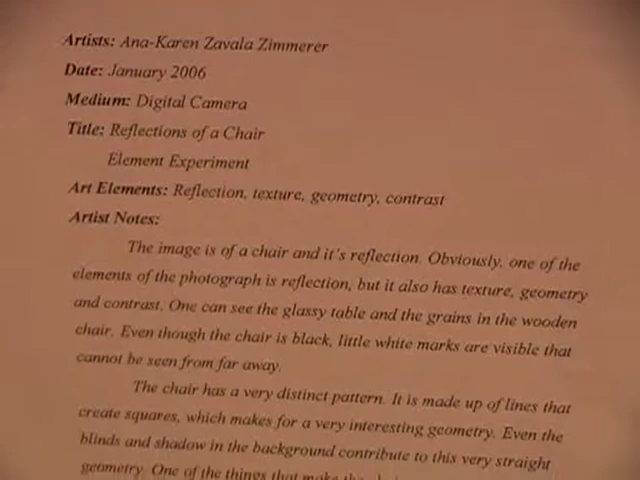 Artists: Ana-Karen Zavala Zimmerer
Date: January 2006
Medium: Digital Camera
Title: Reflections of a Chair
Element Experiment
Art Elements: Reflection, texture, geometry, contrast
Artist Notes:
The image is of a chair and it's reflection. Obviously, one of the
elements of the photograph is reflection, but it also has texture, geometry
and contrast. One can see the glassy table and the grains in the wooden
chair. Even though the chair is black, little white marks are visible that
cannot be seen from far away.
The chair has a very distinct pattern. It is made up of lines that
create squares, which makes for a very interesting geometry. Even the
blinds and shadow in the background contribute to this very straight
geometry. One of the things that make the